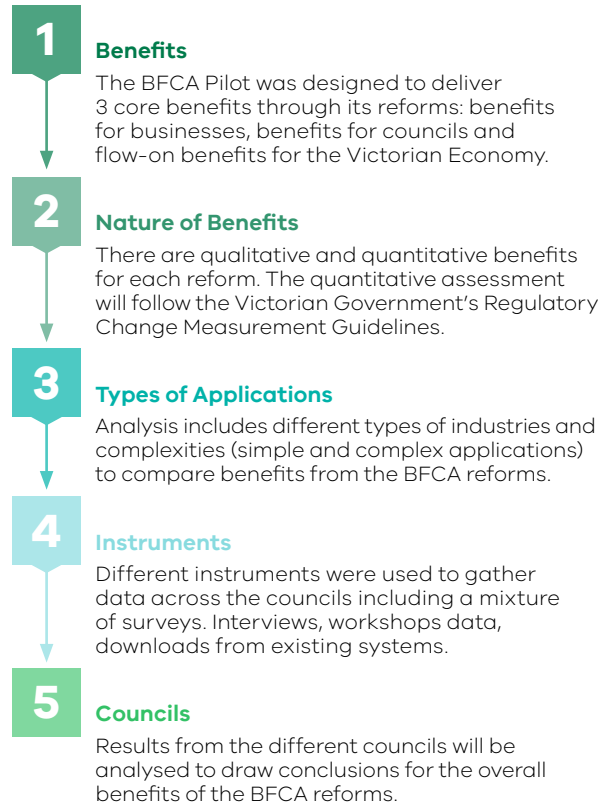 1
Benefits
The BFCA Pilot was designed to deliver
3 core benefits through its reforms: benefits
for businesses, benefits for councils and
flow-on benefits for the Victorian Economy.
2
Nature of Benefits
There are qualitative and quantitative benefits
for each reform. The quantitative assessment
will follow the Victorian Government's Regulatory
Change Measurement Guidelines.
3
Types of Applications
Analysis includes different types of industries and
complexities (simple and complex applications)
to compare benefits from the BFCA reforms.
4
Instruments
Different instruments were used to gather
data across the councils including a mixture
of surveys. Interviews, workshops data,
downloads from existing systems.
5
Councils
Results from the different councils will be
analysed to draw conclusions for the overall
benefits of the BFCA reforms.